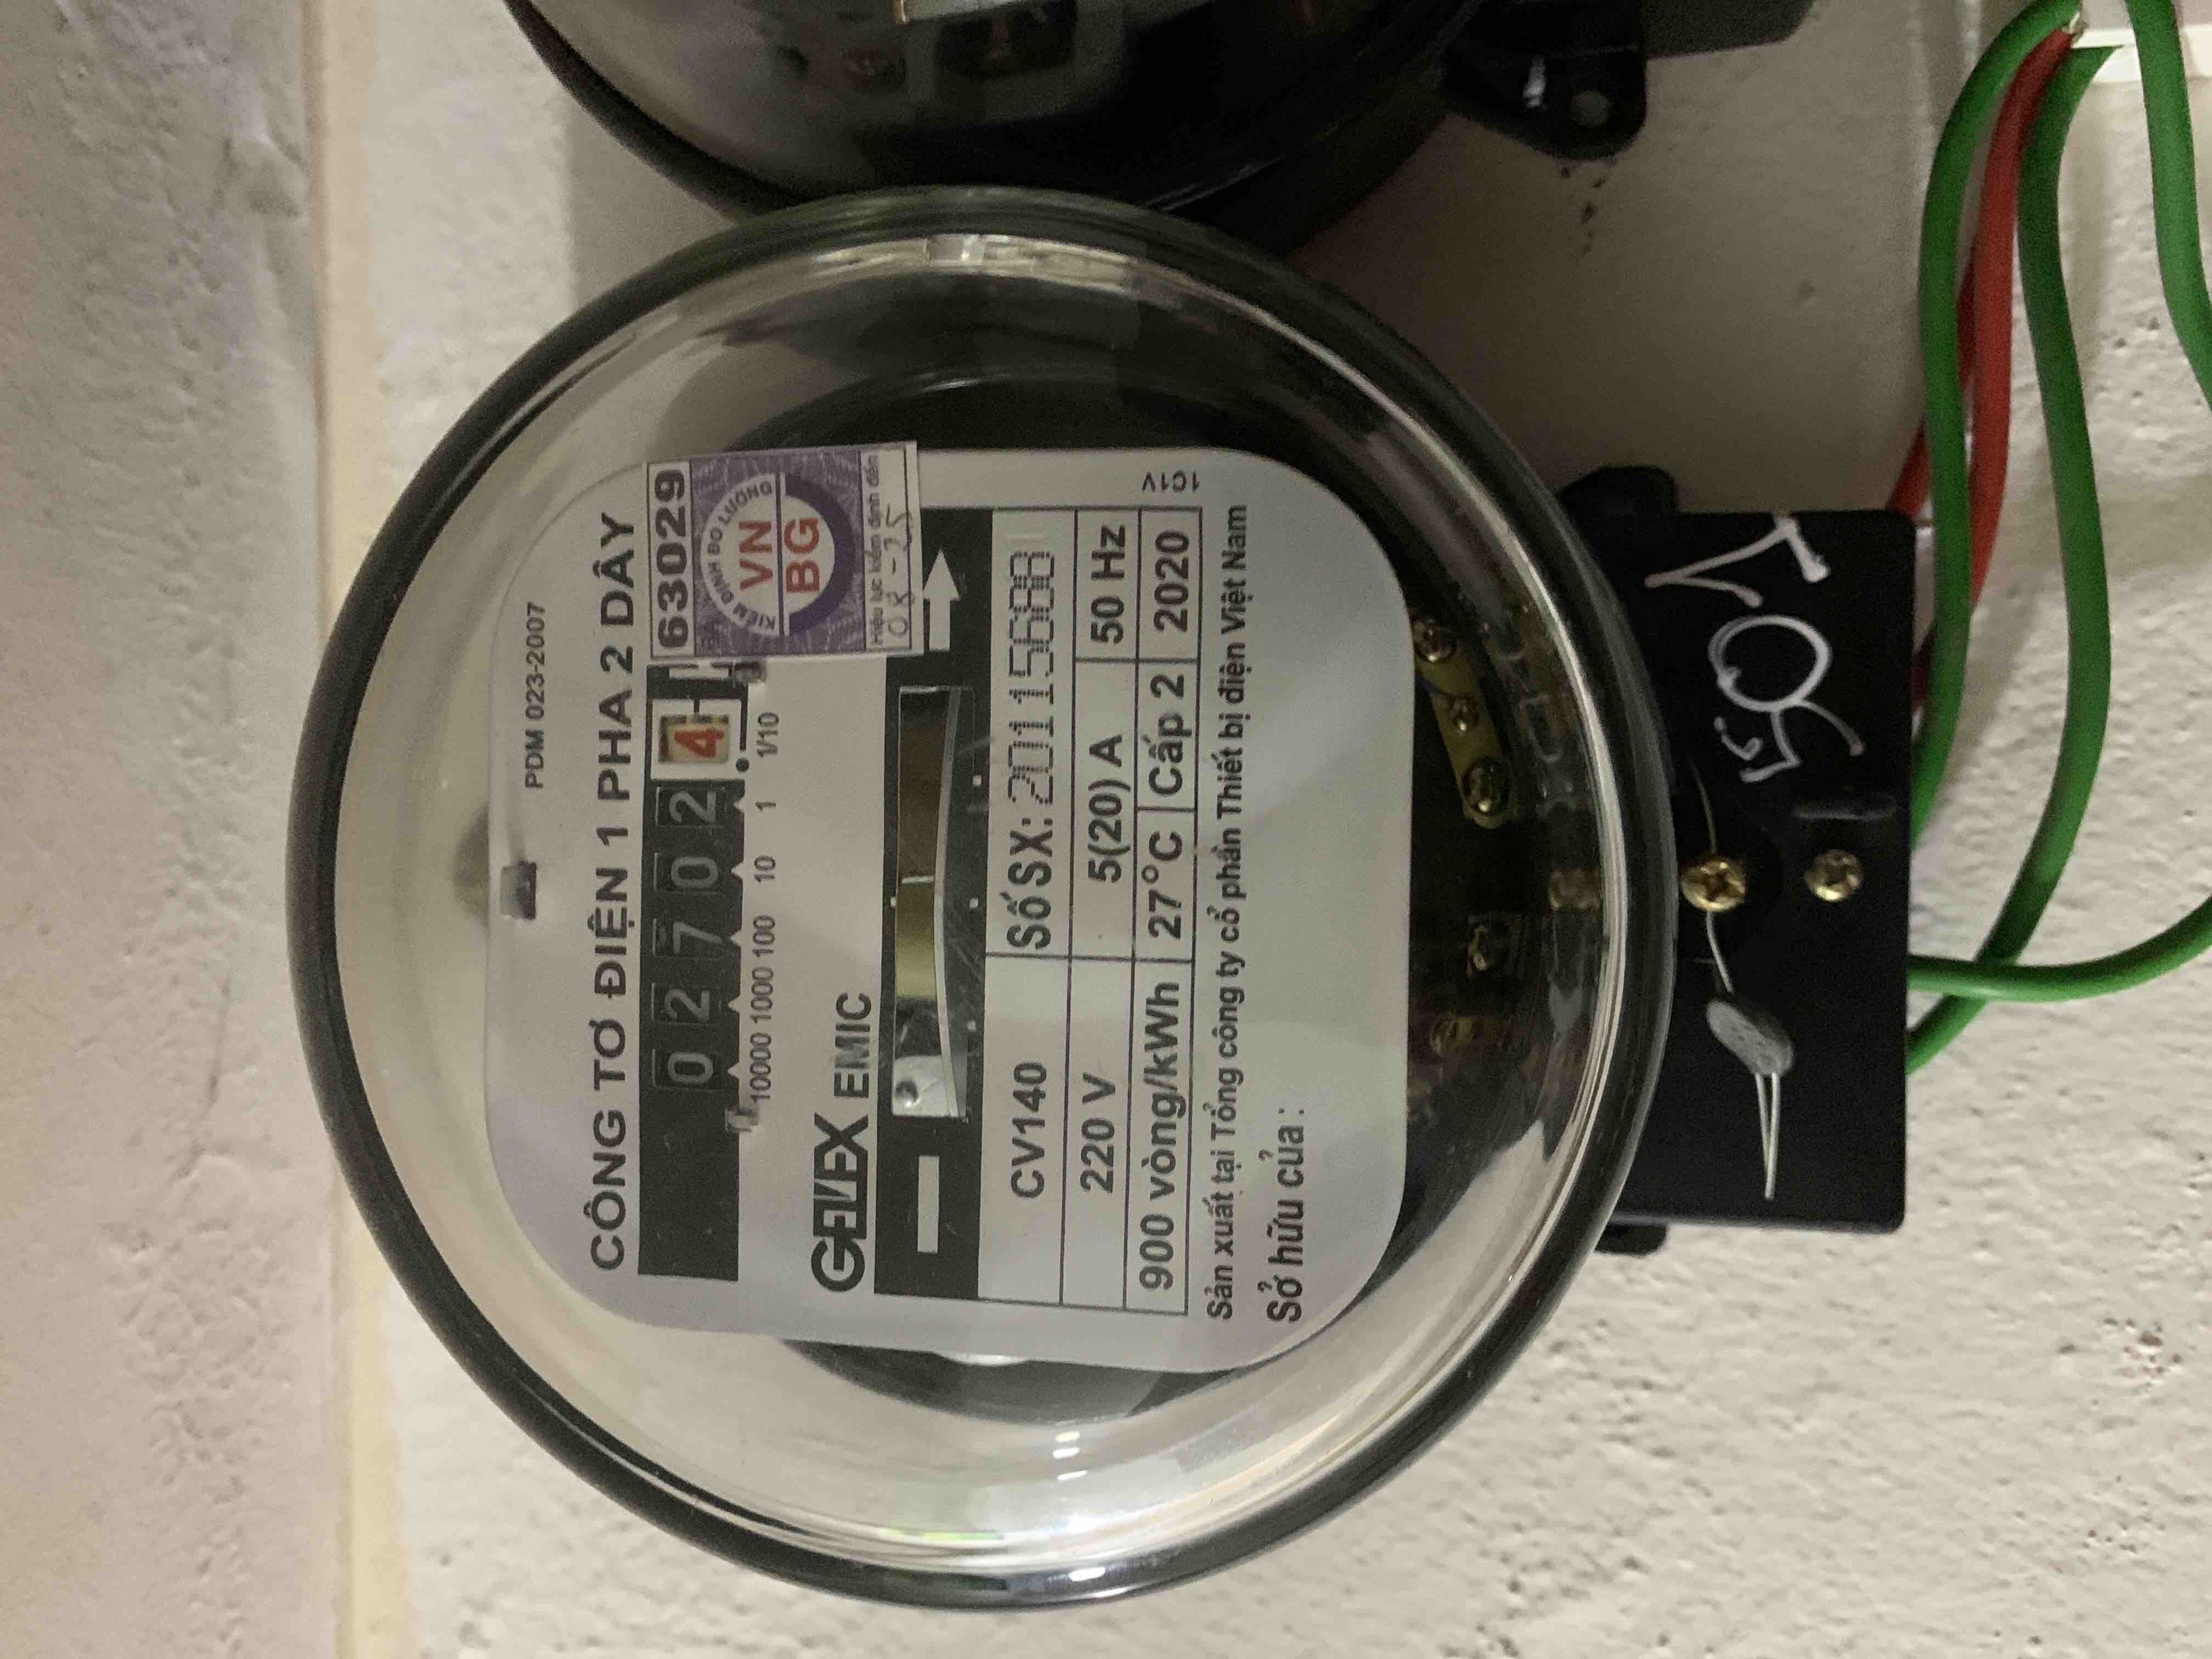 PDM 023-2007
CÔNG TƠ ĐIỆN 1 PHA 2 DÂY
0 2 7 0 2 4
10000 1000 100 10 1 1/10
63029
KIỂM ĐỊNH ĐO LƯỜNG
VN
BG
Hiệu lực kiểm định đến
08-25
GELEX EMIC
CV140 Số SX:
220 V 5(20) A 50 Hz
900 vòng/kWh 27°C Cấp 2 2020
Sản xuất tại Tổng công ty cổ phần Thiết bị điện Việt Nam
Sở hữu của:
1C1V